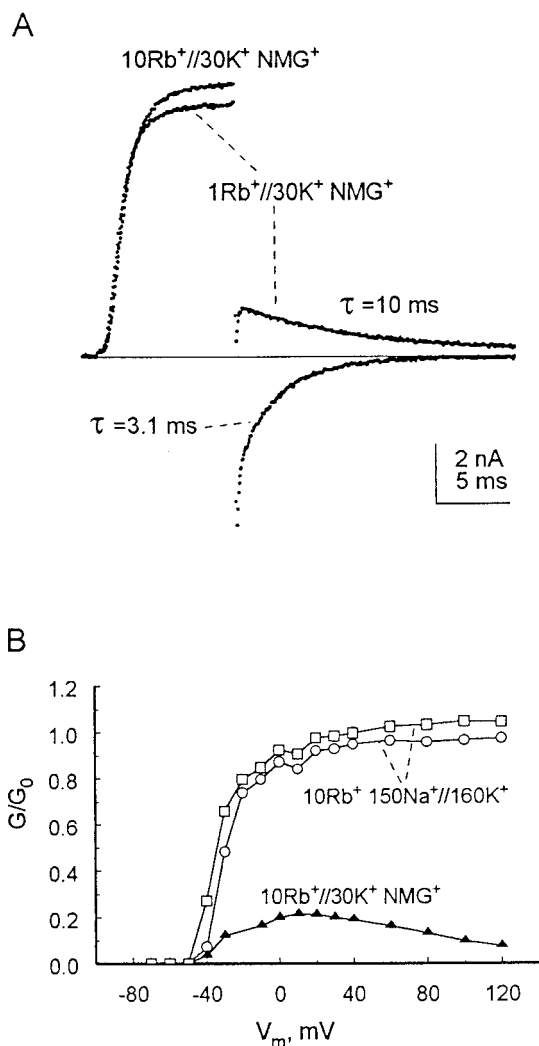 A
10Rb⁺//30K⁺ NMG⁺
1Rb⁺//30K⁺ NMG⁺
τ =10 ms
τ =3.1 ms
2 nA
5 ms
B
1.2
1.0
0.8
0.6
0.4
0.2
0.0
G/G₀
10Rb⁺ 150Na⁺//160K⁺
10Rb⁺//30K⁺ NMG⁺
-80 -40 0 40 80 120
Vₘ, mV